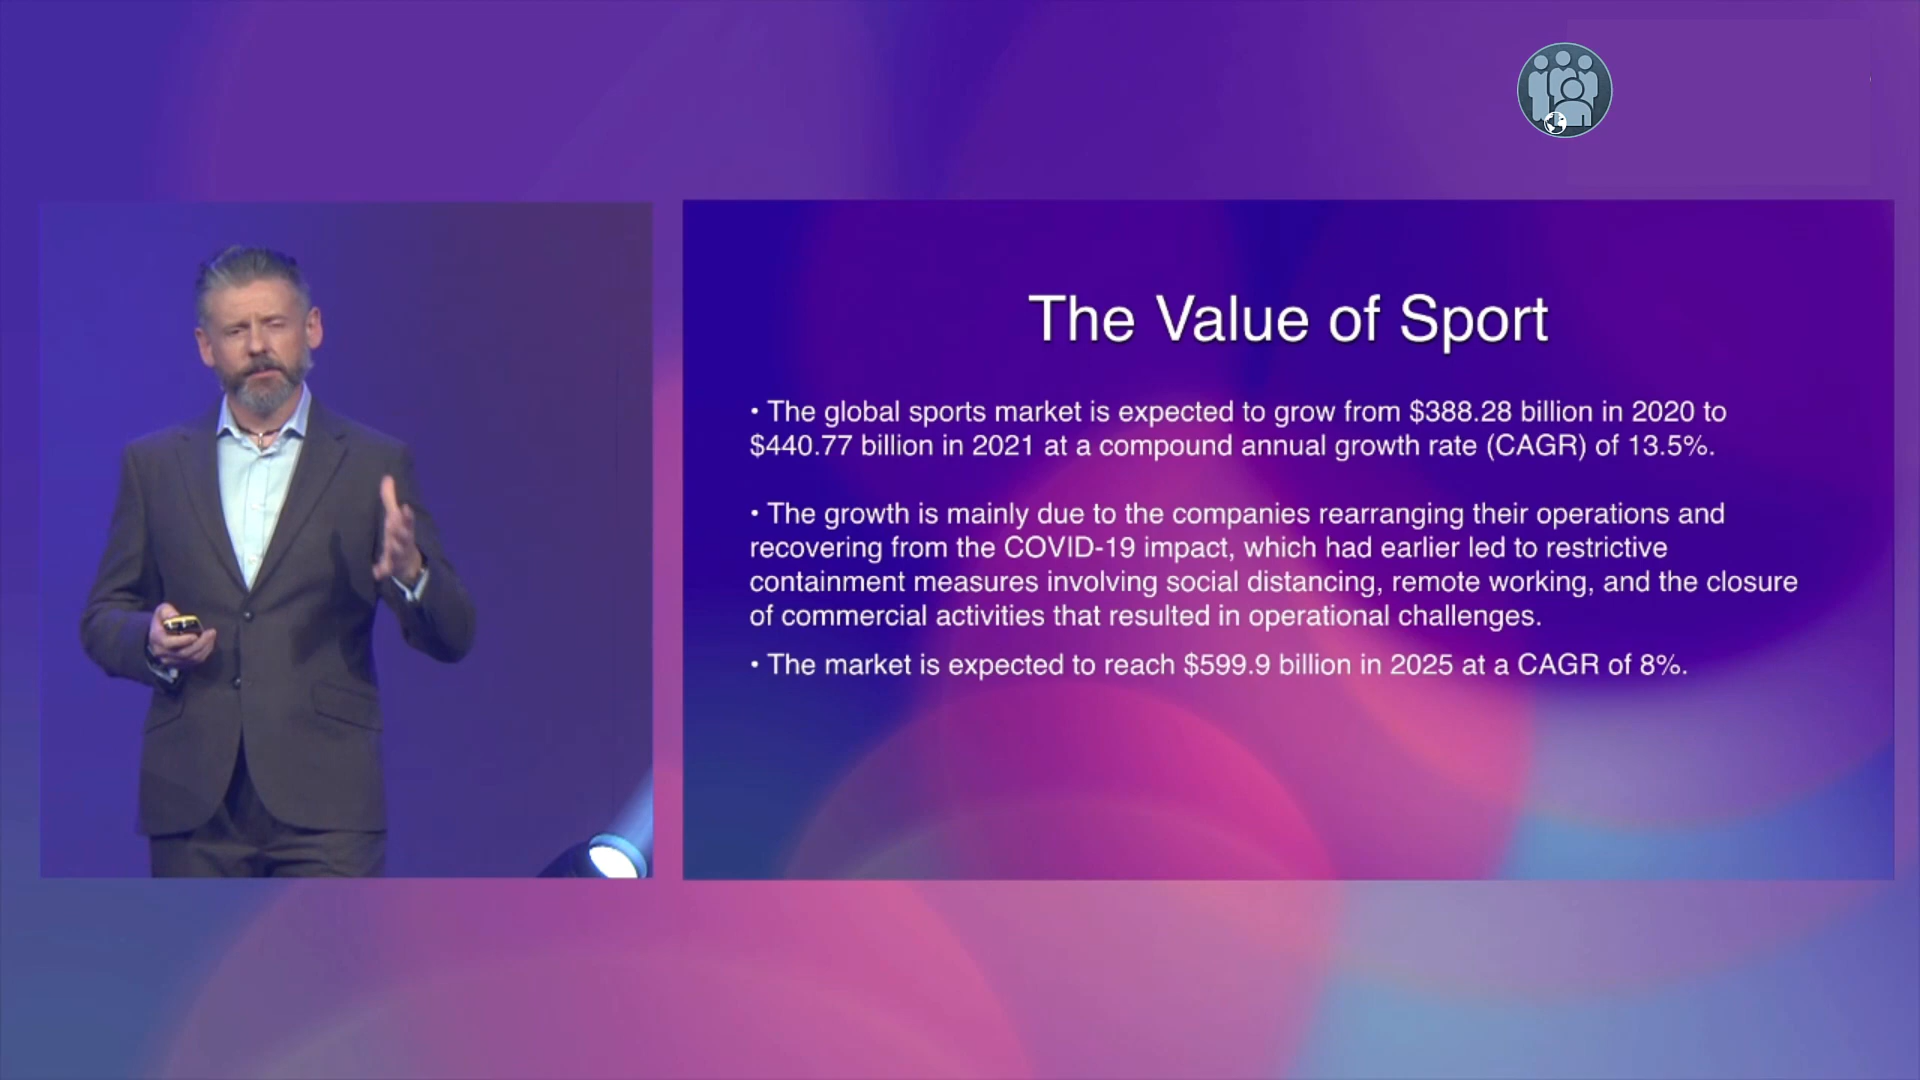 The Value of Sport
• The global sports market is expected to grow from $388.28 billion in 2020 to
$440.77 billion in 2021 at a compound annual growth rate (CAGR) of 13.5%.
• The growth is mainly due to the companies rearranging their operations and
recovering from the COVID-19 impact, which had earlier led to restrictive
containment measures involving social distancing, remote working, and the closure
of commercial activities that resulted in operational challenges.
• The market is expected to reach $599.9 billion in 2025 at a CAGR of 8%.